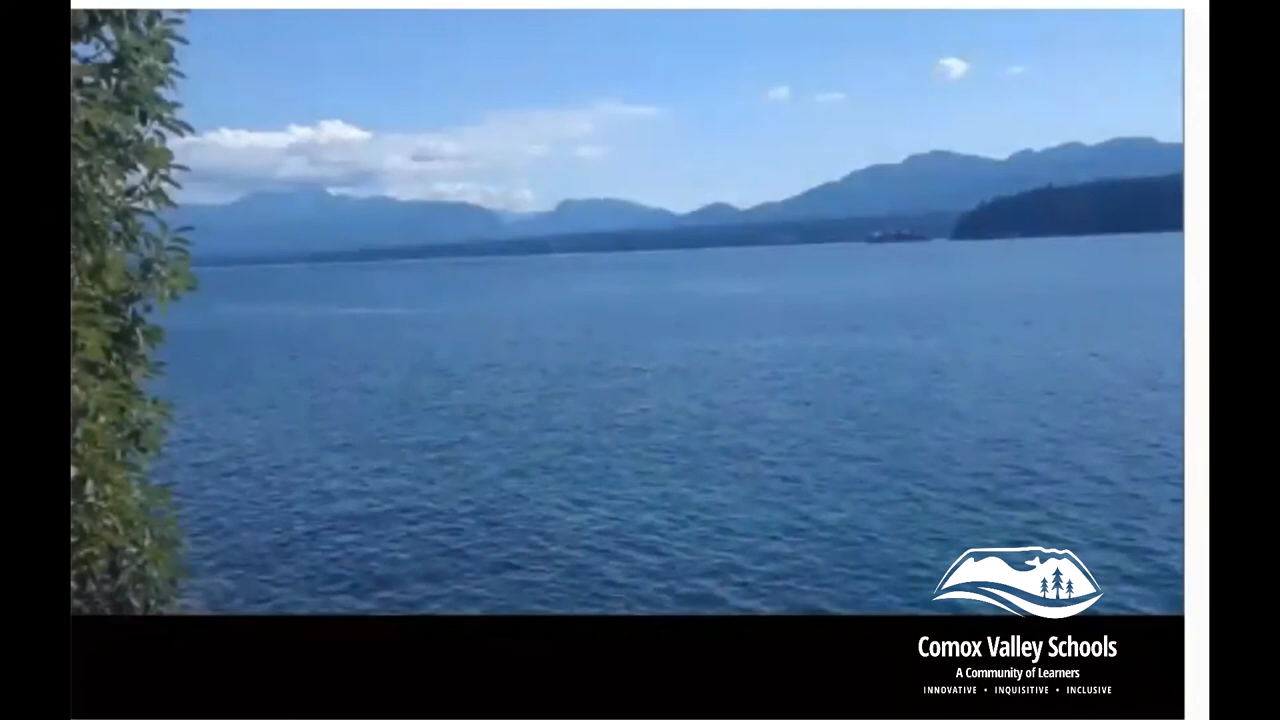 Comox Valley Schools
A Community of Learners
INNOVATIVE • INQUISITIVE • INCLUSIVE